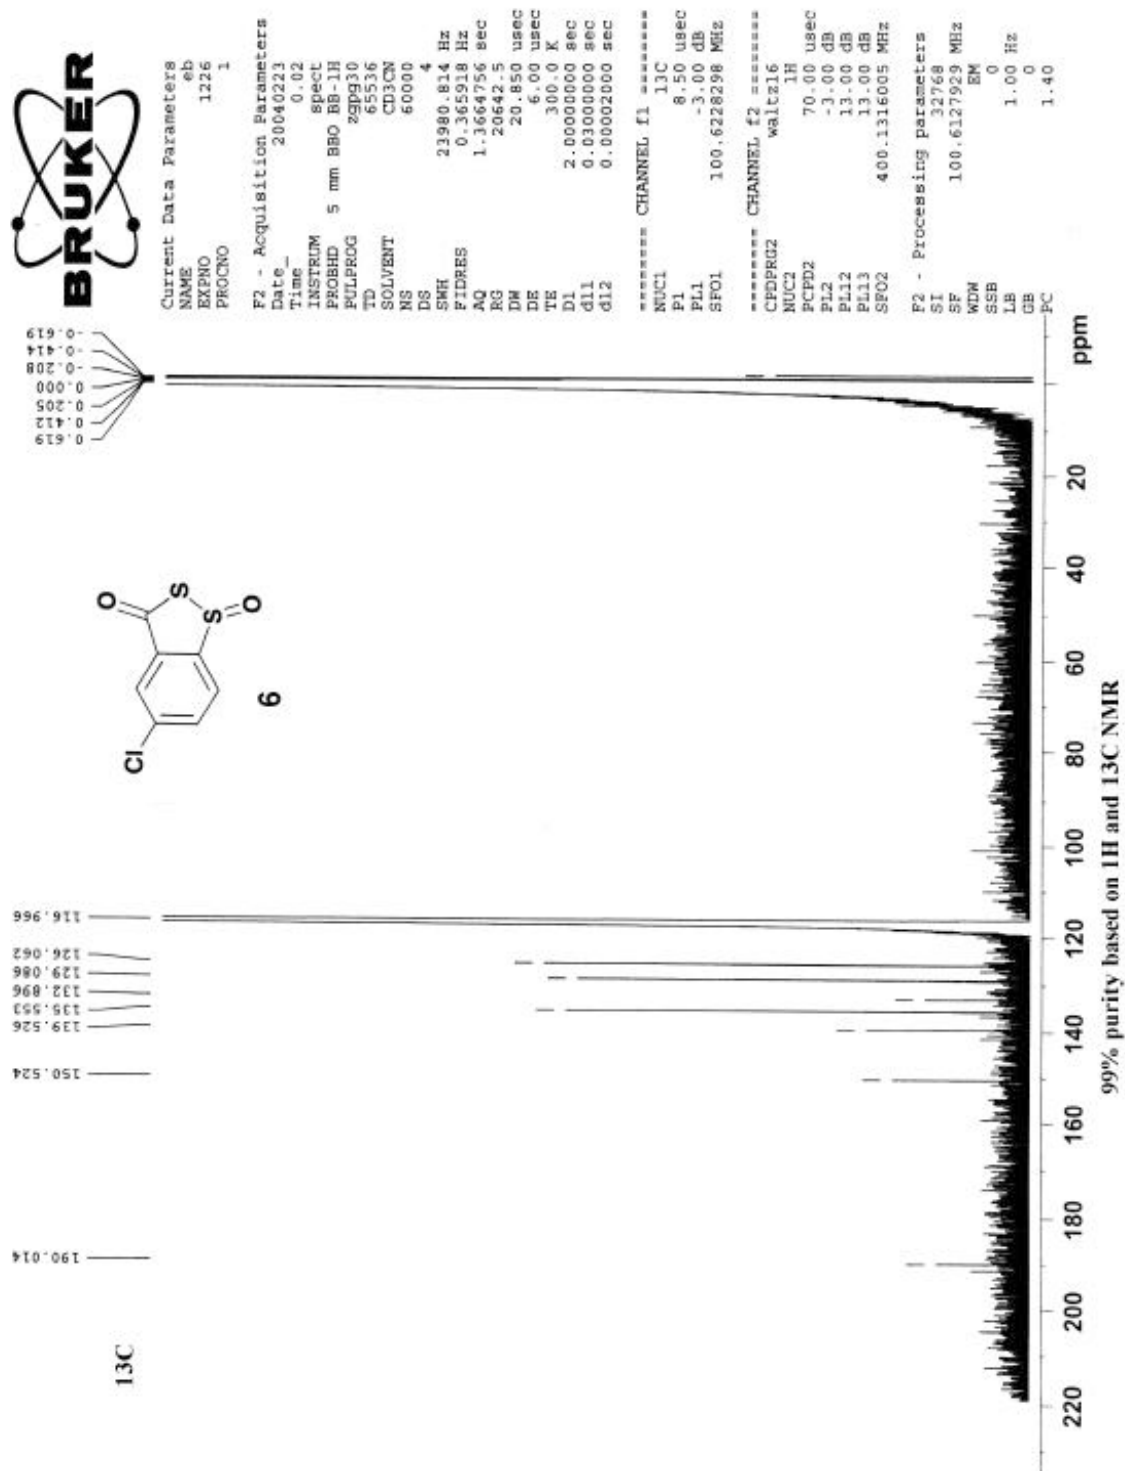 BRUKER
Current Data Parameters
NAME eb
EXPNO 1226
PROCNO 1
F2 - Acquisition Parameters
Date_ 20040223
Time 0.02
INSTRUM spect
PROBHD 5 mm BBO BB-1H
PULPROG zgpg30
TD 65536
SOLVENT CD3CN
NS 60000
DS 4
SWH 23980.814 Hz
FIDRES 0.365918 Hz
AQ 1.3664756 sec
RG 20642.5
DW 20.850 usec
DE 6.00 usec
TE 300.0 K
D1 2.00000000 sec
d11 0.03000000 sec
d12 0.00002000 sec
======== CHANNEL f1 ========
NUC1 13C
P1 8.50 usec
PL1 -3.00 dB
SFO1 100.6228298 MHz
======== CHANNEL f2 ========
CPDPRG2 waltz16
NUC2 1H
PCPD2 70.00 usec
PL2 -3.00 dB
PL12 13.00 dB
PL13 13.00 dB
SFO2 400.1316005 MHz
F2 - Processing parameters
SI 32768
SF 100.6127929 MHz
WDW EM
SSB 0
LB 1.00 Hz
GB 0
PC 1.40
13C
190.014
150.524
139.526
135.553
132.896
129.086
126.062
116.966
0.619
0.412
0.205
0.000
-0.208
-0.414
-0.619
O
S
S=O
Cl
6
220 200 180 160 140 120 100 80 60 40 20 ppm
99% purity based on 1H and 13C NMR